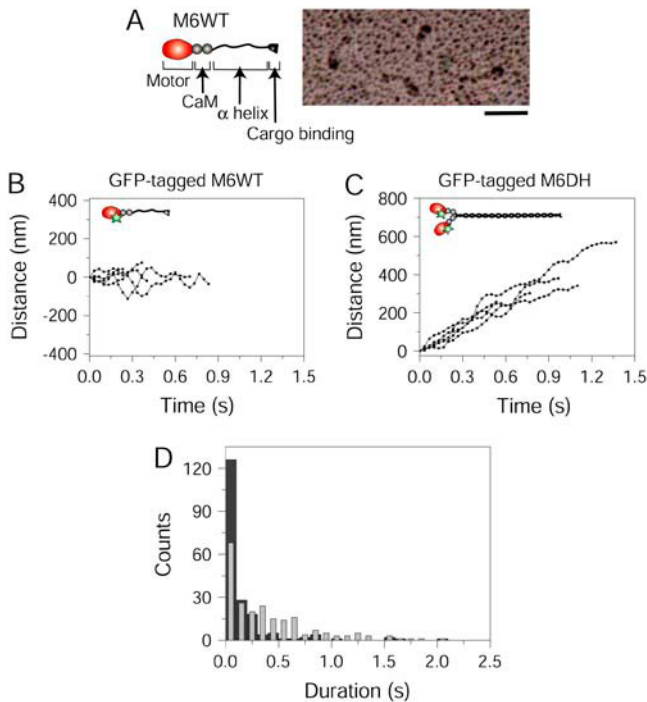 A
M6WT
Motor
CaM
α helix
Cargo binding
B
GFP-tagged M6WT
400
200
0
-200
-400
Distance (nm)
0.0 0.3 0.6 0.9 1.2 1.5
Time (s)
C
GFP-tagged M6DH
800
600
400
200
0
Distance (nm)
0.0 0.3 0.6 0.9 1.2 1.5
Time (s)
D
120
90
60
30
0
Counts
0.0 0.5 1.0 1.5 2.0 2.5
Duration (s)